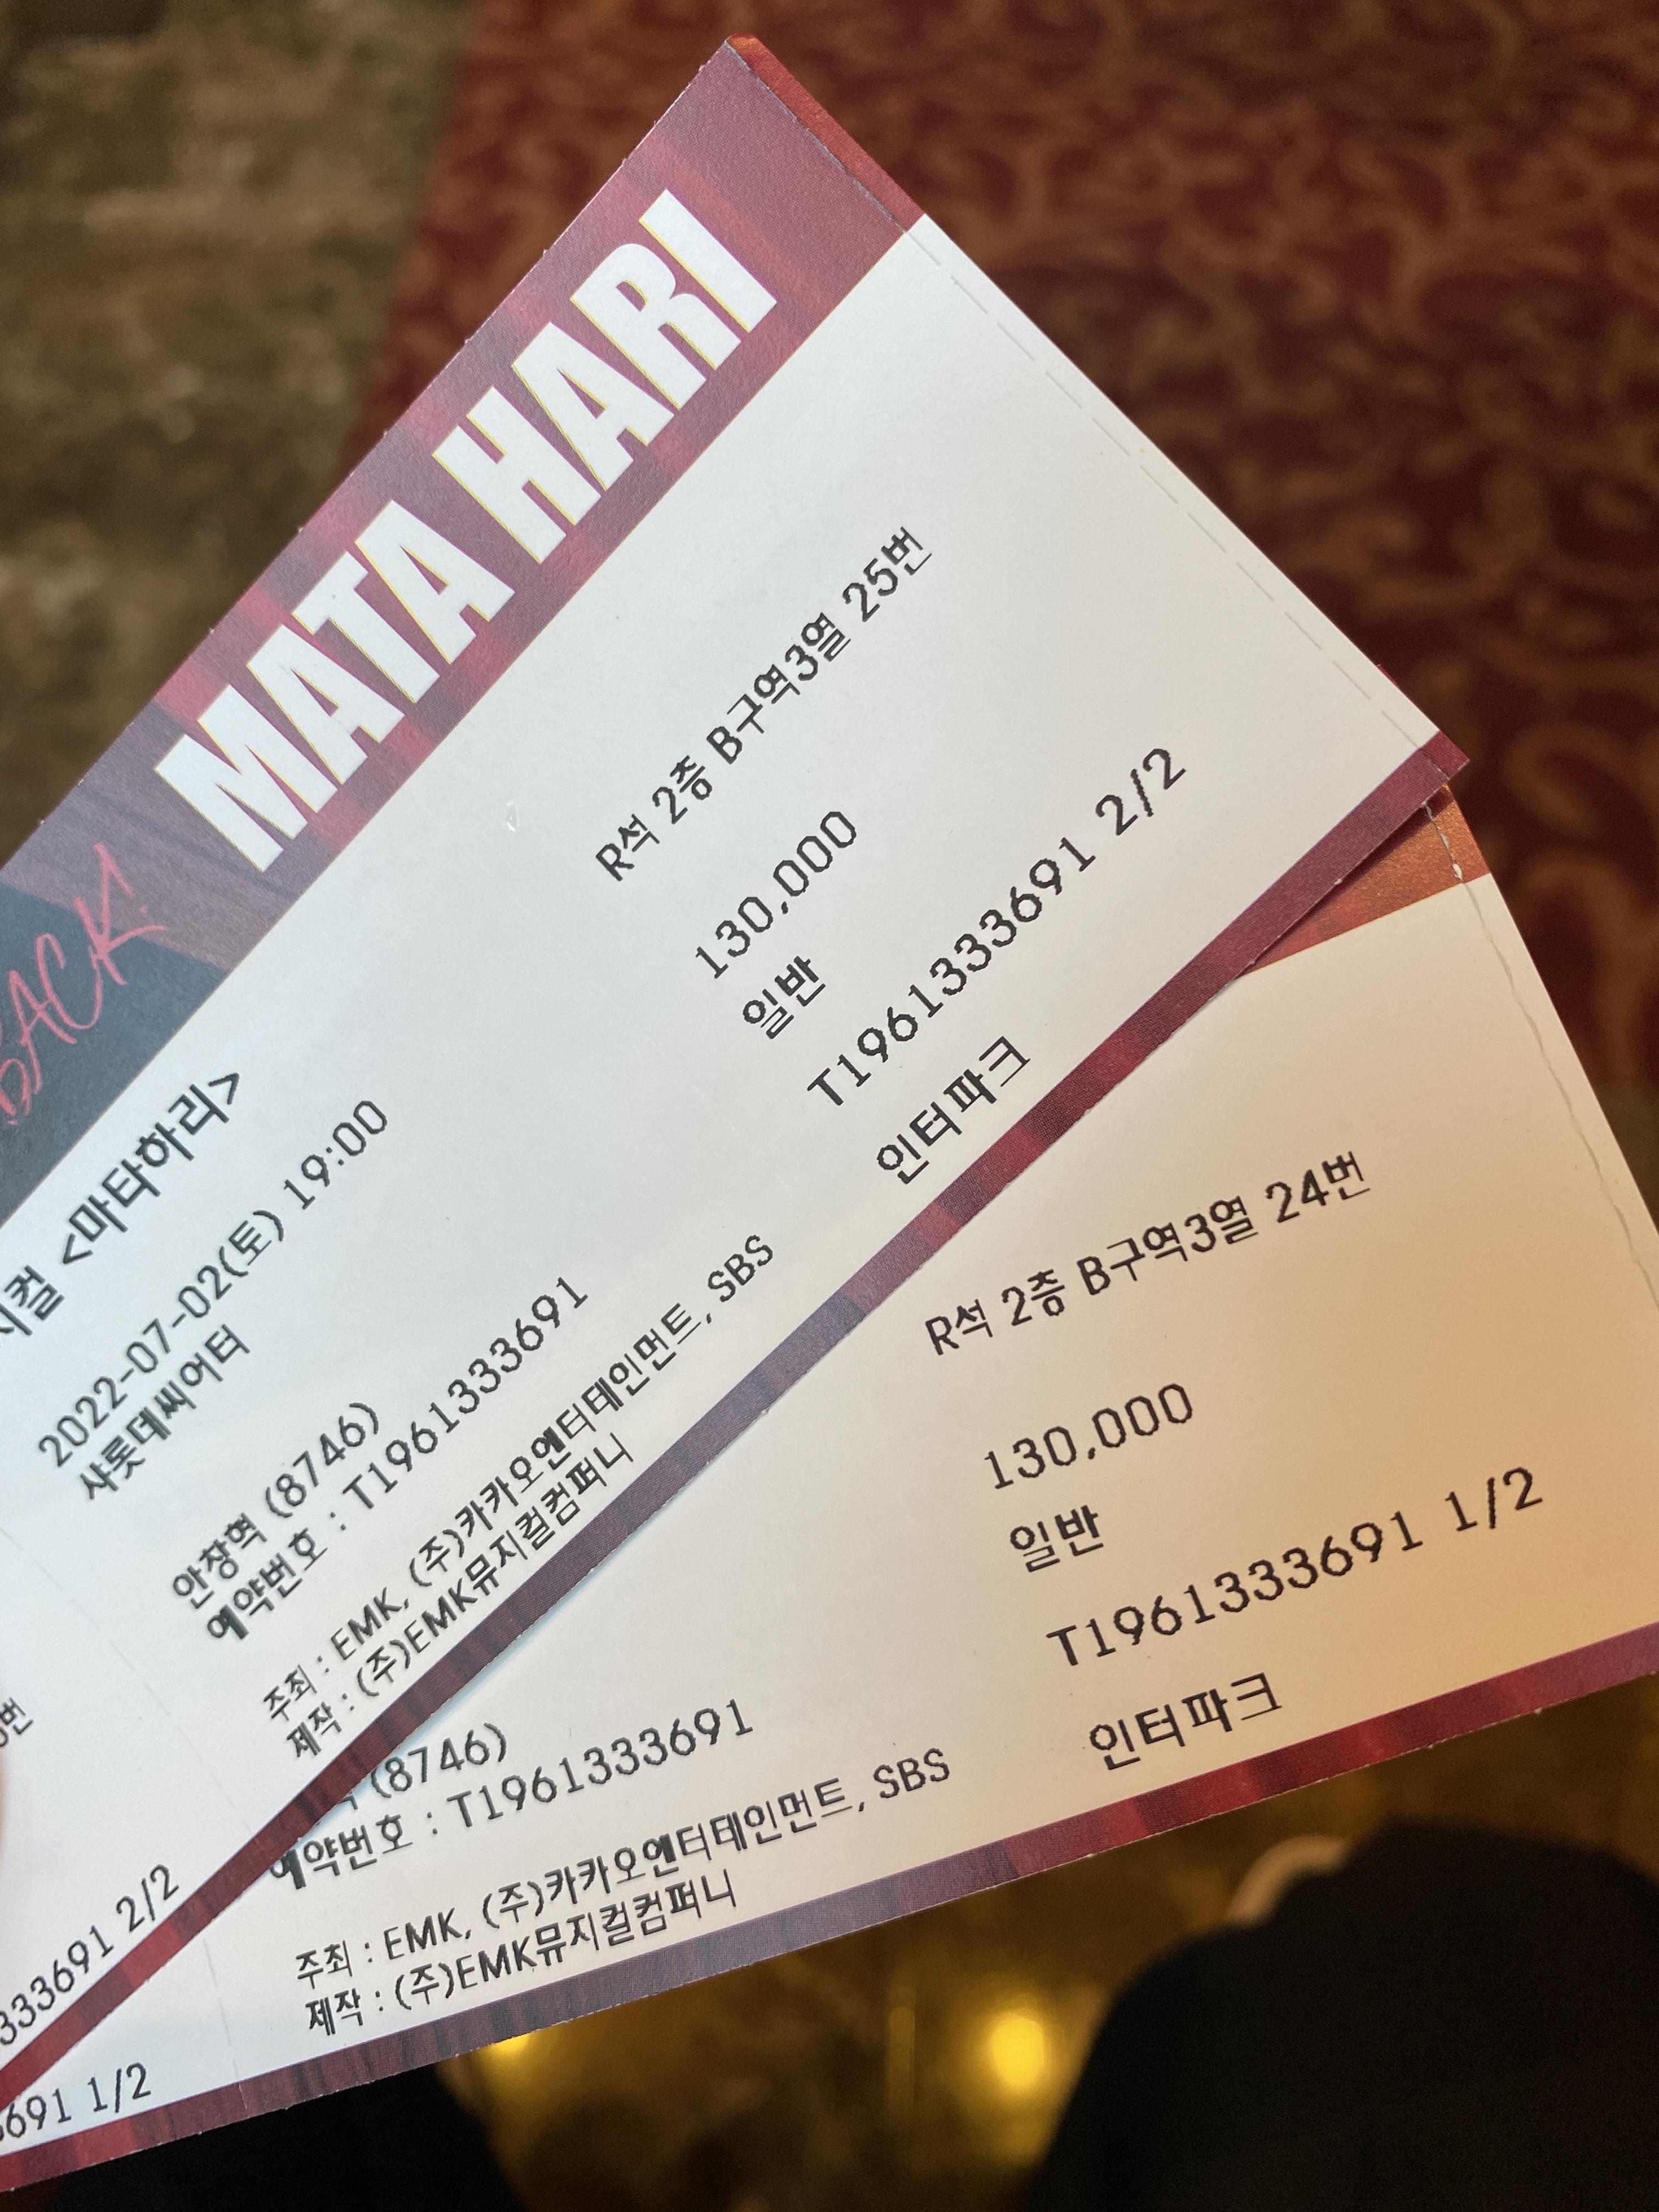 BACK!
MATA HARI
<마타하리>
2022-07-02(토) 19:00
샤롯데씨어터
안창혁 (8746)
예약번호 : T1961333691
주최 : EMK, (주)카카오엔터테인먼트, SBS
제작 : (주)EMK뮤지컬컴퍼니
R석 2층 B구역3열 25번
130,000
일반
T1961333691 2/2
인터파크
333691 2/2
(8746)
예약번호 : T1961333691
주최 : EMK, (주)카카오엔터테인먼트, SBS
제작 : (주)EMK뮤지컬컴퍼니
R석 2층 B구역3열 24번
130,000
일반
T1961333691 1/2
인터파크
691 1/2